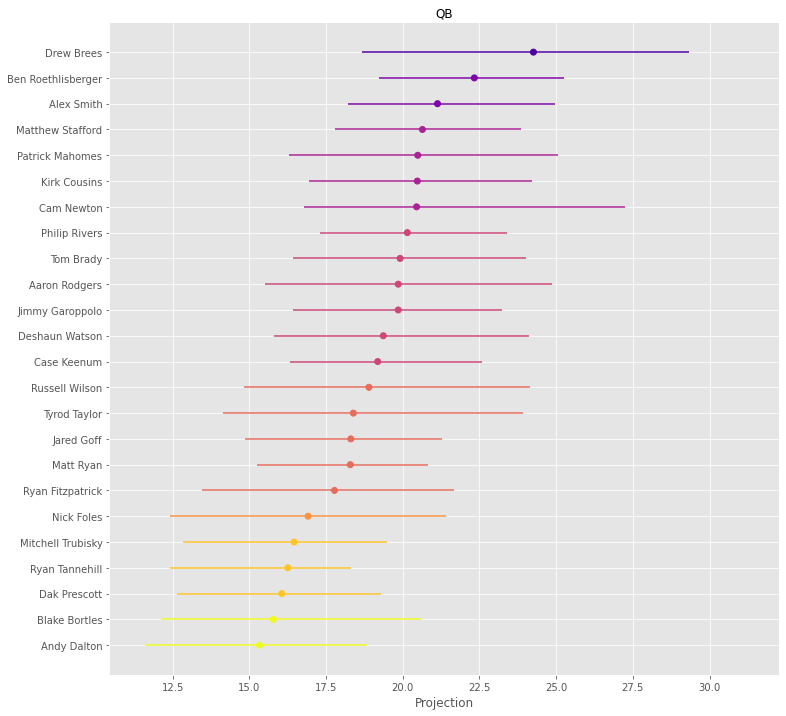 QB
Drew Brees
Ben Roethlisberger
Alex Smith
Matthew Stafford
Patrick Mahomes
Kirk Cousins
Cam Newton
Philip Rivers
Tom Brady
Aaron Rodgers
Jimmy Garoppolo
Deshaun Watson
Case Keenum
Russell Wilson
Tyrod Taylor
Jared Goff
Matt Ryan
Ryan Fitzpatrick
Nick Foles
Mitchell Trubisky
Ryan Tannehill
Dak Prescott
Blake Bortles
Andy Dalton
12.5 15.0 17.5 20.0 22.5 25.0 27.5 30.0
Projection